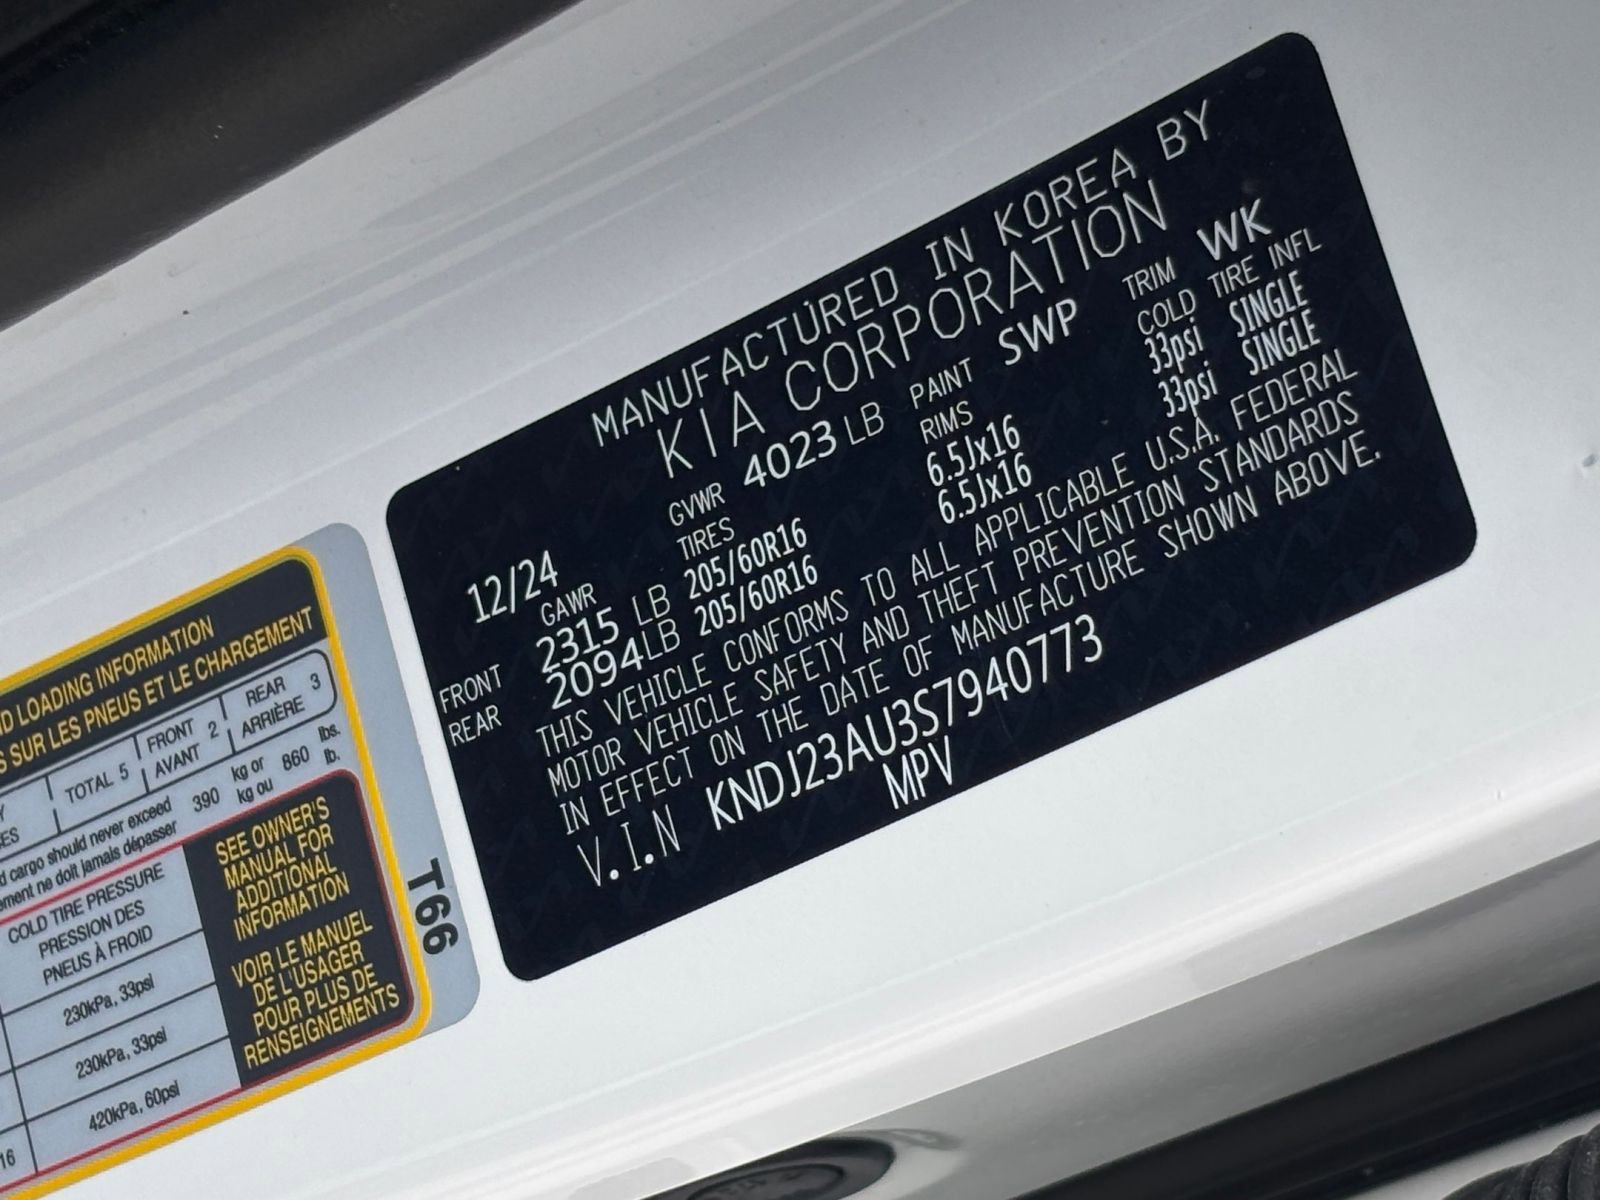 MANUFACTURED IN KOREA BY
KIA CORPORATION
12/24 GVWR 4023 LB PAINT SWP TRIM WK
GAWR TIRES RIMS COLD TIRE INFL
FRONT 2315 LB 205/60R16 6.5Jx16 33psi SINGLE
REAR 2094LB 205/60R16 6.5Jx16 33psi SINGLE
THIS VEHICLE CONFORMS TO ALL APPLICABLE U.S.A. FEDERAL
MOTOR VEHICLE SAFETY AND THEFT PREVENTION STANDARDS
IN EFFECT ON THE DATE OF MANUFACTURE SHOWN ABOVE.
V.I.N KNDJ23AU3S7940773
MPV
LOADING INFORMATION
SUR LES PNEUS ET LE CHARGEMENT
TOTAL 5 FRONT AVANT 2 REAR ARRIÈRE 3
cargo should never exceed 390 kg or 860 lbs.
ne doit jamais dépasser kg ou lb.
COLD TIRE PRESSURE
PRESSION DES
PNEUS À FROID
230kPa, 33psi
230kPa, 33psi
420kPa, 60psi
SEE OWNER'S
MANUAL FOR
ADDITIONAL
INFORMATION
VOIR LE MANUEL
DE L'USAGER
POUR PLUS DE
RENSEIGNEMENTS
T66